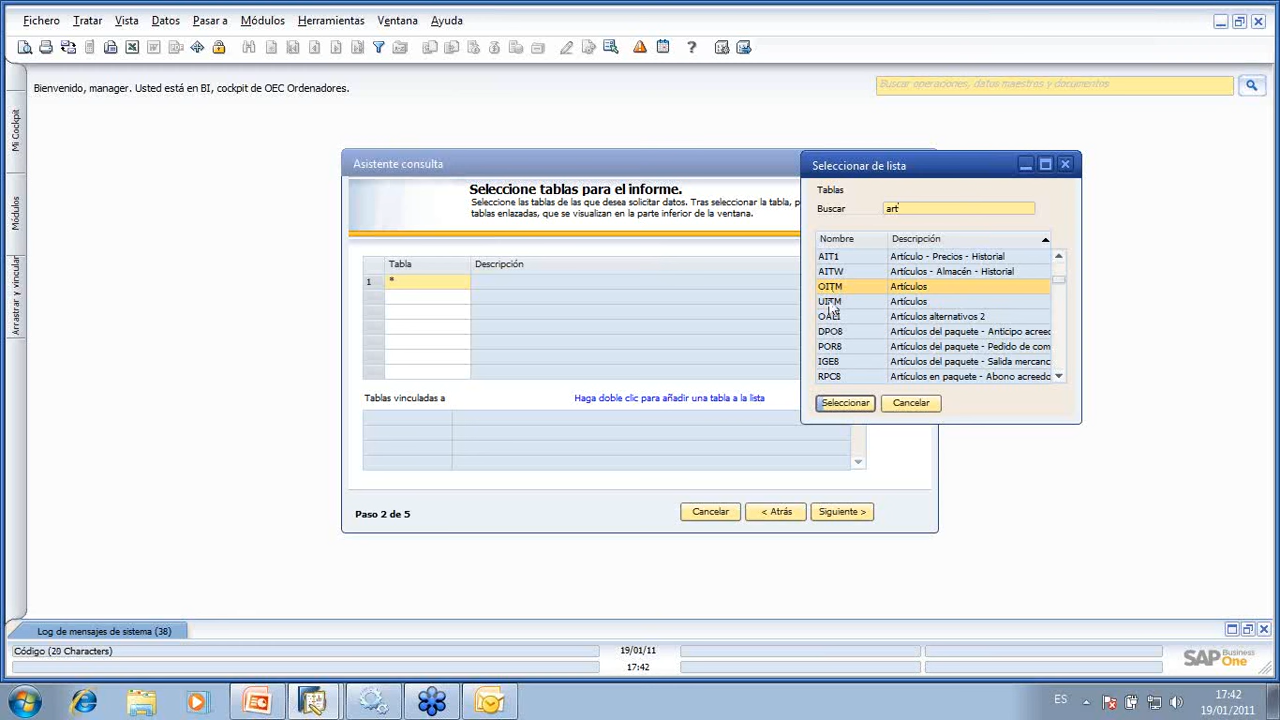 Fichero Tratar Vista Datos Pasar a Módulos Herramientas Ventana Ayuda
Bienvenido, manager. Usted está en BI, cockpit de OEC Ordenadores.
Buscar operaciones, datos maestros y documentos
Mi Cockpit
Módulos
Arrastrar y vincular
Asistente consulta
Seleccione tablas para el informe.
Seleccione las tablas de las que desea solicitar datos. Tras seleccionar la tabla, p
tablas enlazadas, que se visualizan en la parte inferior de la ventana.
Tabla Descripción
1 *
Tablas vinculadas a Haga doble clic para añadir una tabla a la lista
Paso 2 de 5 Cancelar < Atrás Siguiente >
Seleccionar de lista
Tablas
Buscar art
Nombre Descripción
AIT1 Artículo - Precios - Historial
AITW Artículos - Almacén - Historial
OITM Artículos
UITM Artículos
OALI Artículos alternativos 2
DPO8 Artículos del paquete - Anticipo acreed
POR8 Artículos del paquete - Pedido de com
IGE8 Artículos del paquete - Salida mercanc
RPC8 Artículos en paquete - Abono acreedo
Seleccionar Cancelar
Log de mensajes de sistema (38)
Código (20 Characters) 19/01/11
17:42
SAP Business One
ES 17:42
19/01/2011